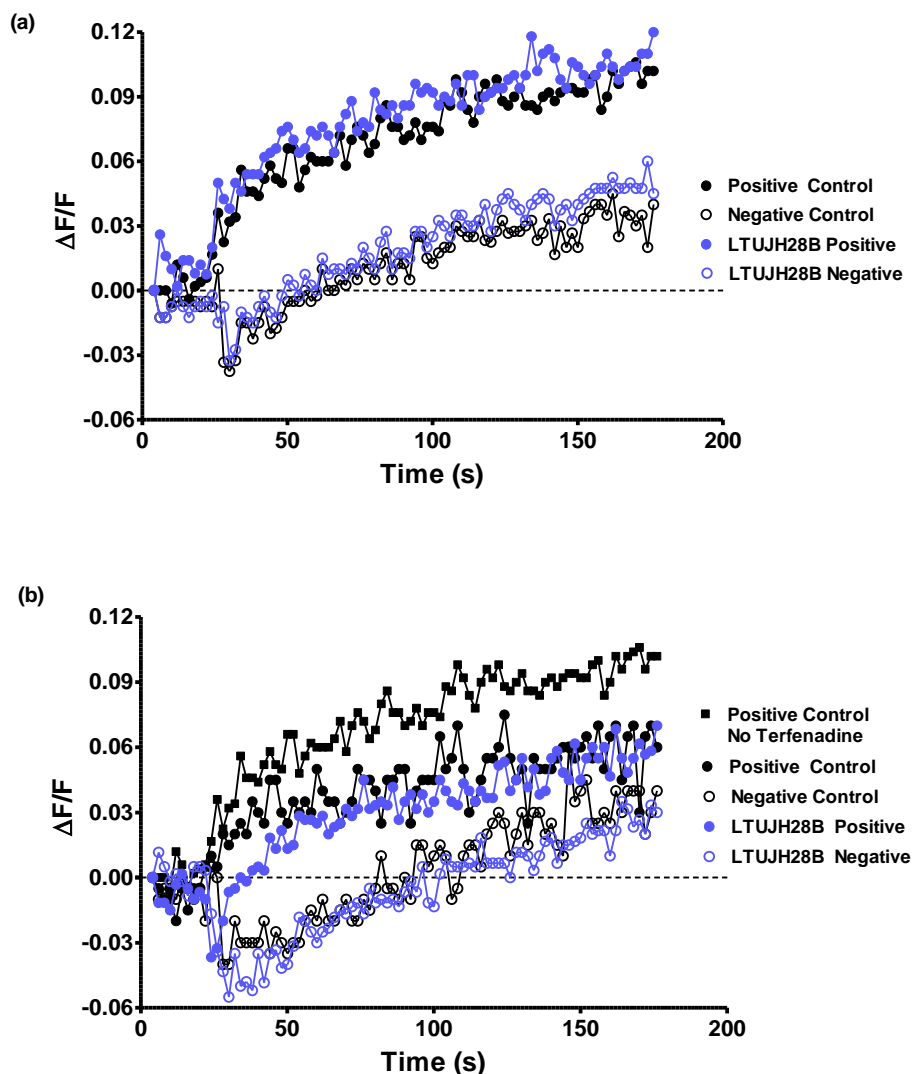 (a)
0.12
0.09
0.06
0.03
0.00
-0.03
-0.06
ΔF/F
0
50
100
150
200
Time (s)
Positive Control
Negative Control
LTUJH28B Positive
LTUJH28B Negative
(b)
0.12
0.09
0.06
0.03
0.00
-0.03
-0.06
ΔF/F
0
50
100
150
200
Time (s)
Positive Control
No Terfenadine
Positive Control
Negative Control
LTUJH28B Positive
LTUJH28B Negative